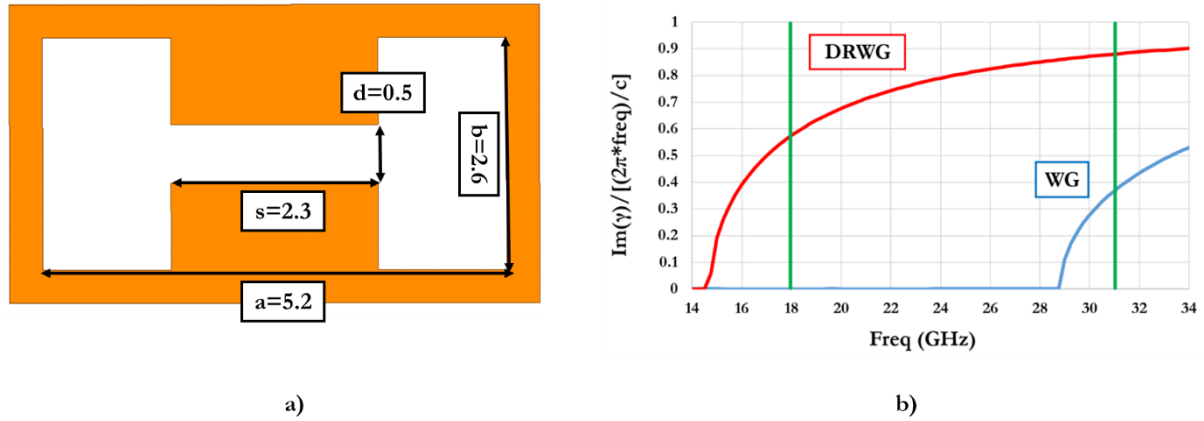 d=0.5
b=2.6
s=2.3
a=5.2
a)
1
0.9
0.8
0.7
0.6
0.5
0.4
0.3
0.2
0.1
0
Im(γ)/[(2π*freq)/c]
DRWG
WG
14 16 18 20 22 24 26 28 30 32 34
Freq (GHz)
b)